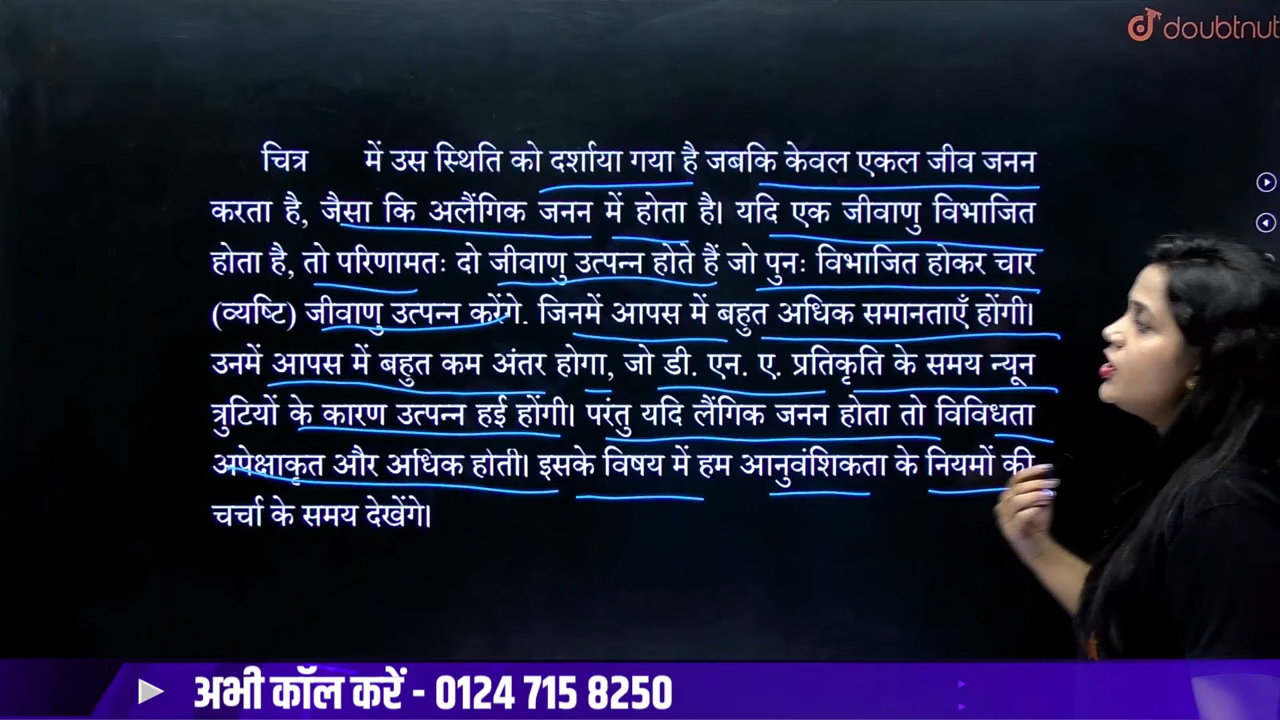 doubtnut
चित्र में उस स्थिति को दर्शाया गया है जबकि केवल एकल जीव जनन
करता है, जैसा कि अलैंगिक जनन में होता है। यदि एक जीवाणु विभाजित
होता है, तो परिणामतः दो जीवाणु उत्पन्न होते हैं जो पुनः विभाजित होकर चार
(व्यष्टि) जीवाणु उत्पन्न करेंगे. जिनमें आपस में बहुत अधिक समानताएँ होंगी।
उनमें आपस में बहुत कम अंतर होगा, जो डी. एन. ए. प्रतिकृति के समय न्यून
त्रुटियों के कारण उत्पन्न हई होंगी। परंतु यदि लैंगिक जनन होता तो विविधता
अपेक्षाकृत और अधिक होती। इसके विषय में हम आनुवंशिकता के नियमों की
चर्चा के समय देखेंगे।
अभी कॉल करें - 0124 715 8250